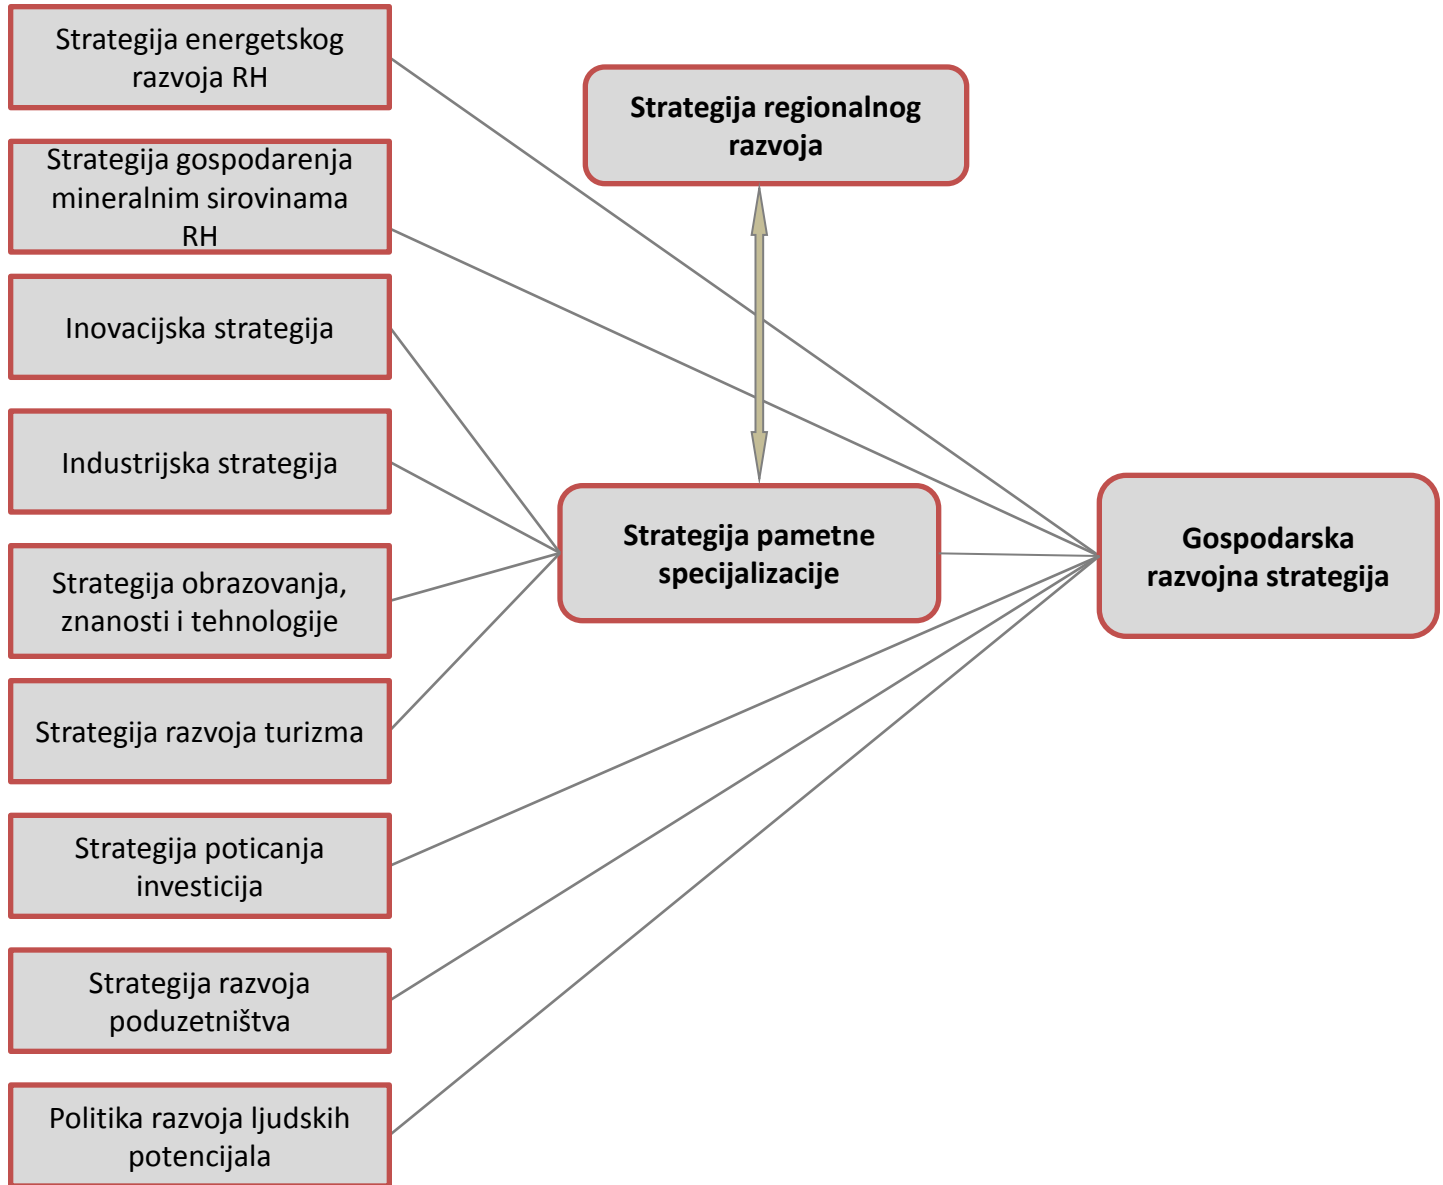 Strategija energetskog
razvoja RH
Strategija gospodarenja
mineralnim sirovinama
RH
Inovacijska strategija
Industrijska strategija
Strategija obrazovanja,
znanosti i tehnologije
Strategija razvoja turizma
Strategija poticanja
investicija
Strategija razvoja
poduzetništva
Politika razvoja ljudskih
potencijala
Strategija regionalnog
razvoja
Strategija pametne
specijalizacije
Gospodarska
razvojna strategija